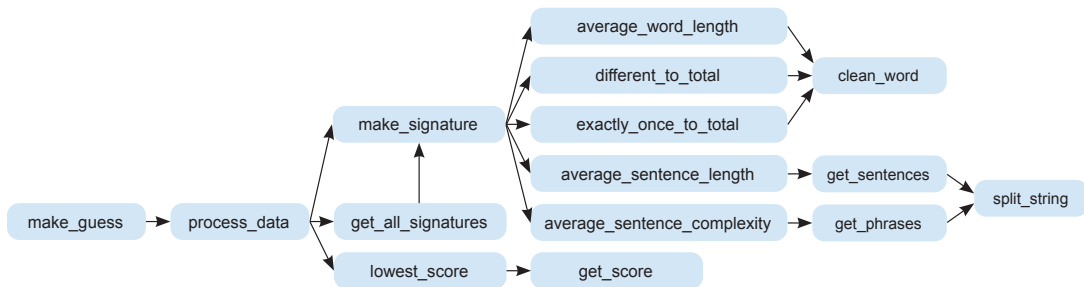 average_word_length
different_to_total
clean_word
make_signature
exactly_once_to_total
average_sentence_length
get_sentences
split_string
make_guess
process_data
get_all_signatures
average_sentence_complexity
get_phrases
lowest_score
get_score